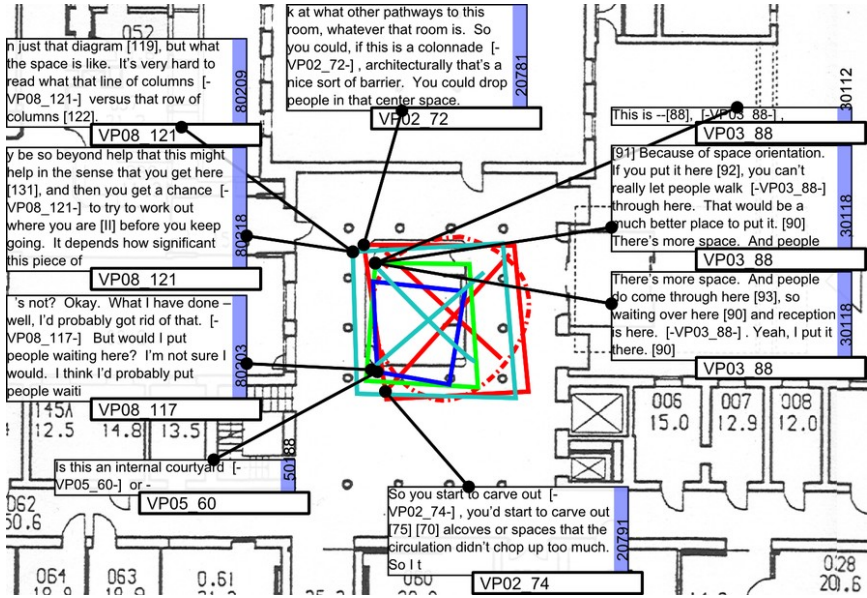 052
n just that diagram [119], but what
the space is like. It's very hard to
read what that line of columns [-
VP08_121-] versus that row of
columns [122).
80209
VP08_121
k at what other pathways to this
room, whatever that room is. So
you could, if this is a colonnade [-
VP02_72-] , architecturally that's a
nice sort of barrier. You could drop
people in that center space.
20781
VP02_72
This is --[88], [-VP03_88-] ,
30112
VP03_88
y be so beyond help that this might
help in the sense that you get here
[131], and then you get a chance [-
VP08_121-] to try to work out
where you are [II] before you keep
going. It depends how significant
this piece of
VP08_121
[91) Because of space orientation.
If you put it here [92], you can't
really let people walk [-VP03_88-]
through here. That would be a
much better place to put it. [90)
There's more space. And people
30118
VP03_88
's not? Okay. What I have done –
well, I'd probably got rid of that. [-
VP08_117-] But would I put
people waiting here? I'm not sure I
would. I think I'd probably put
people waiti
80203
VP08_117
There's more space. And people
do come through here [93), so
waiting over here [90] and reception
is here. [-VP03_88-] . Yeah, I put it
there. [90]
30118
VP03_88
145A
12.5
14.8
13.5
006
15.0
007
12.9
008
12.0
Is this an internal courtyard [-
VP05_60-] or -
50188
VP05_60
So you start to carve out [-
VP02_74-] , you'd start to carve out
[75] [70] alcoves or spaces that the
circulation didn't chop up too much.
So I t
20791
VP02_74
062
50.6
064
063
0.61
028
20.6